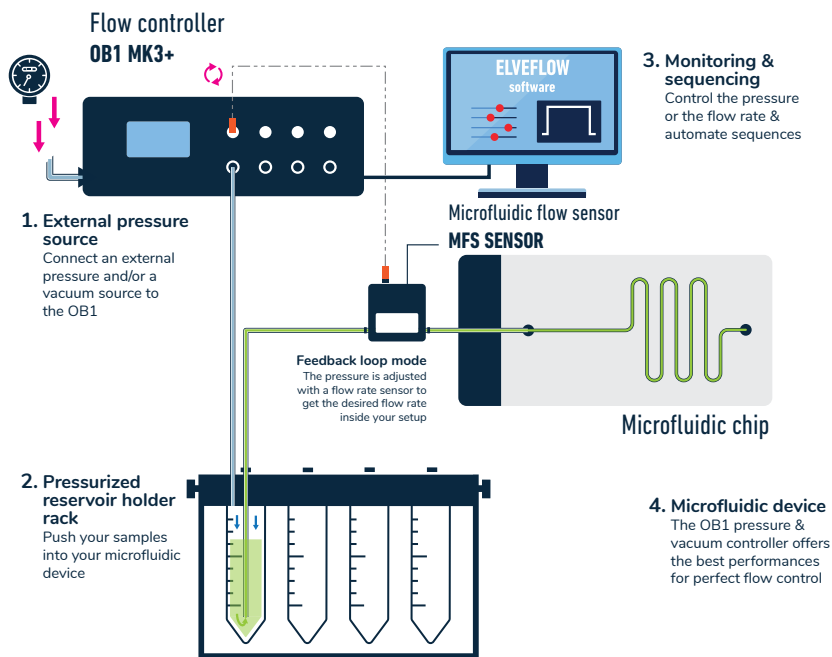 Flow controller
OB1 MK3+
ELVEFLOW
software
3. Monitoring &
sequencing
Control the pressure
or the flow rate &
automate sequences
1. External pressure
source
Connect an external
pressure and/or a
vacuum source to
the OB1
Microfluidic flow sensor
MFS SENSOR
Feedback loop mode
The pressure is adjusted
with a flow rate sensor to
get the desired flow rate
inside your setup
Microfluidic chip
2. Pressurized
reservoir holder
rack
Push your samples
into your microfluidic
device
4. Microfluidic device
The OB1 pressure &
vacuum controller offers
the best performances
for perfect flow control